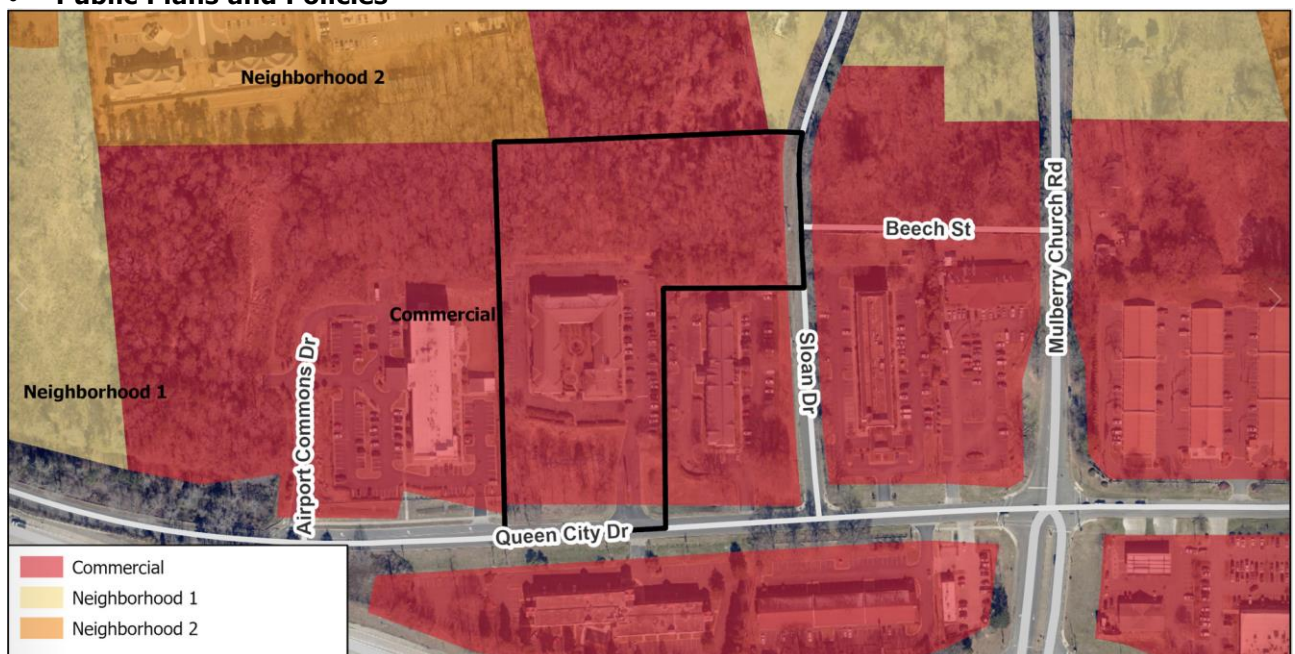 • Public Plans and Policies
Neighborhood 2
Beech St
Mulberry Church Rd
Commercial
Sloan Dr
Neighborhood 1
Airport Commons Dr
Queen City Dr
Commercial
Neighborhood 1
Neighborhood 2